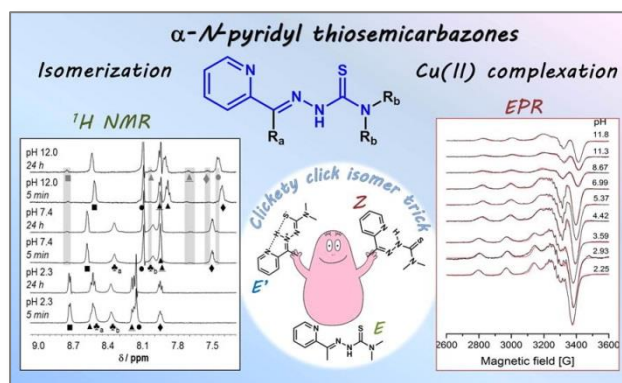 α-N-pyridyl thiosemicarbazones
Isomerization
Cu(II) complexation
¹H NMR
EPR
N
N
NH
S
N
Rb
Ra
Rb
pH 12.0
24 h
pH 12.0
5 min
pH 7.4
24 h
pH 7.4
5 min
pH 2.3
24 h
pH 2.3
5 min
a
b
a
b
9.0 8.7 8.4 8.1 7.8 7.5
δ / ppm
Clickety click isomer trick
Z
E'
E
pH
11.8
11.3
8.67
6.99
5.37
4.42
3.59
2.93
2.25
2600 2800 3000 3200 3400 3600
Magnetic field [G]